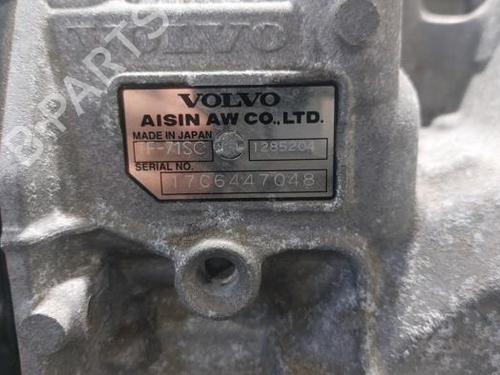 VOLVO
VOLVO
AISIN AW CO.,LTD.
MADE IN JAPAN
TF-71SC 1285204
SERIAL NO.
17C6447048
B-PARTS